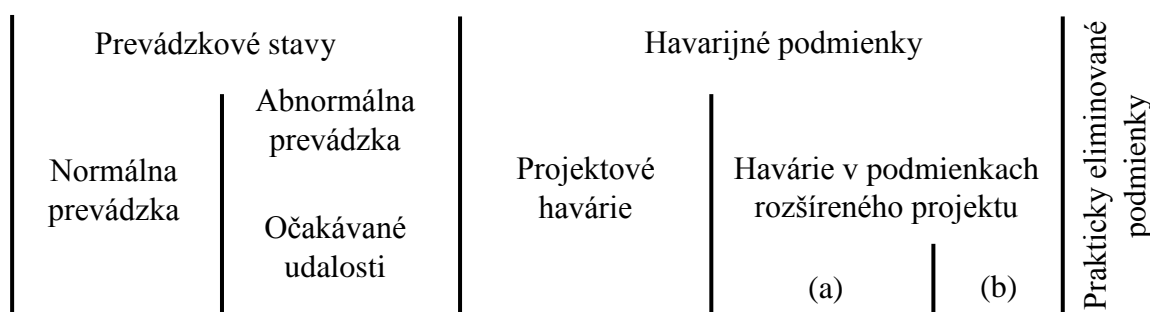 Prevádzkové stavy
Havarijné podmienky
Normálna
prevádzka
Abnormálna
prevádzka
Očakávané
udalosti
Projektové
havárie
Havárie v podmienkach
rozšíreného projektu
(a)
(b)
Prakticky eliminované
podmienky